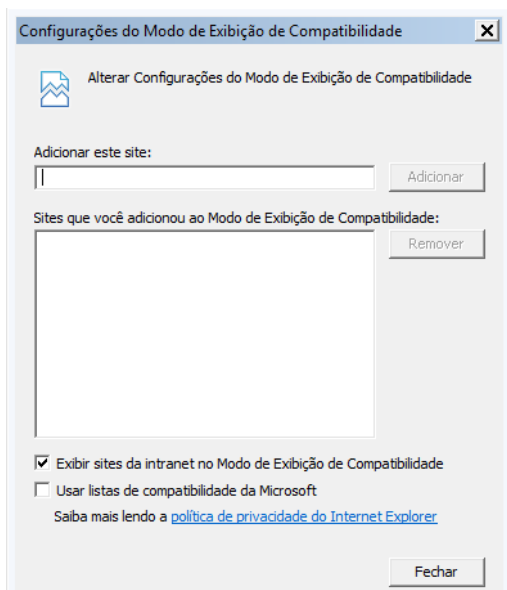 Configurações do Modo de Exibição de Compatibilidade
Alterar Configurações do Modo de Exibição de Compatibilidade
Adicionar este site:
Adicionar
Sites que você adicionou ao Modo de Exibição de Compatibilidade:
Remover
Exibir sites da intranet no Modo de Exibição de Compatibilidade
Usar listas de compatibilidade da Microsoft
Saiba mais lendo a política de privacidade do Internet Explorer
Fechar